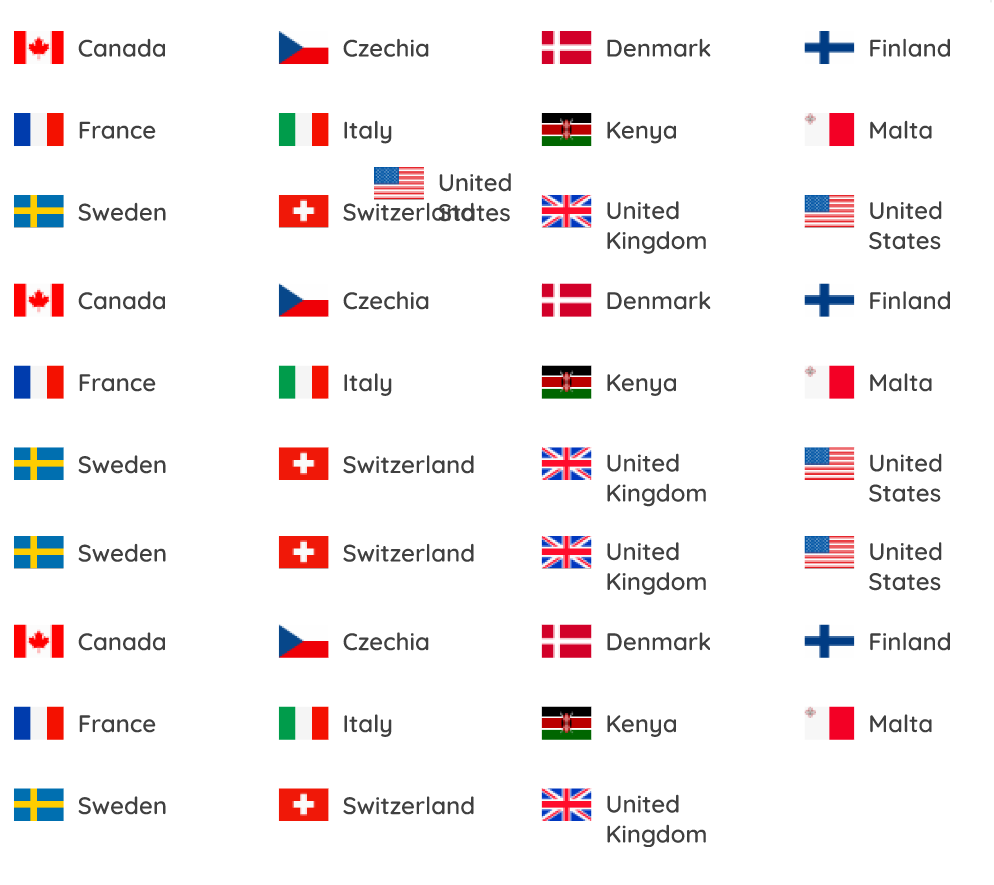 Canada Czechia Denmark Finland
France Italy Kenya Malta
United
States
Sweden Switzerland United
Kingdom United
States
Canada Czechia Denmark Finland
France Italy Kenya Malta
Sweden Switzerland United
Kingdom United
States
Sweden Switzerland United
Kingdom United
States
Canada Czechia Denmark Finland
France Italy Kenya Malta
Sweden Switzerland United
Kingdom